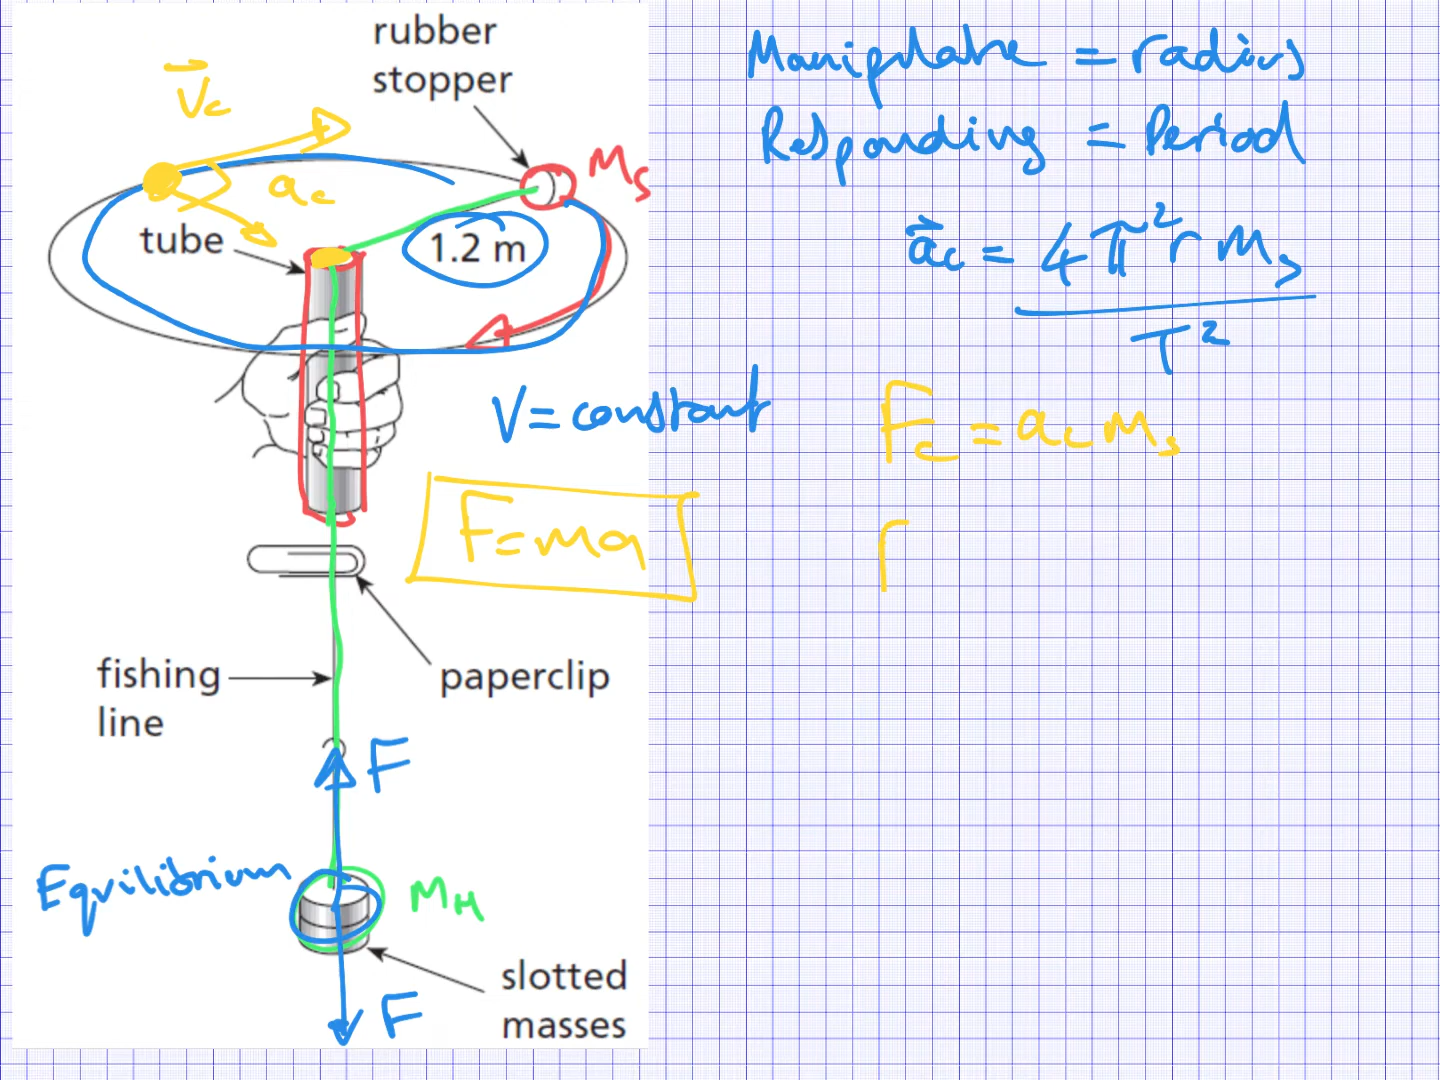 rubber
stopper
V⃗c
ac
Ms
tube
1.2 m
V = constant
F = ma
fishing
line
paperclip
F
Equilibrium
MH
F
slotted
masses
Manipulate = radius
Responding = Period
a⃗c = 4π²rms
T²
Fc = acms